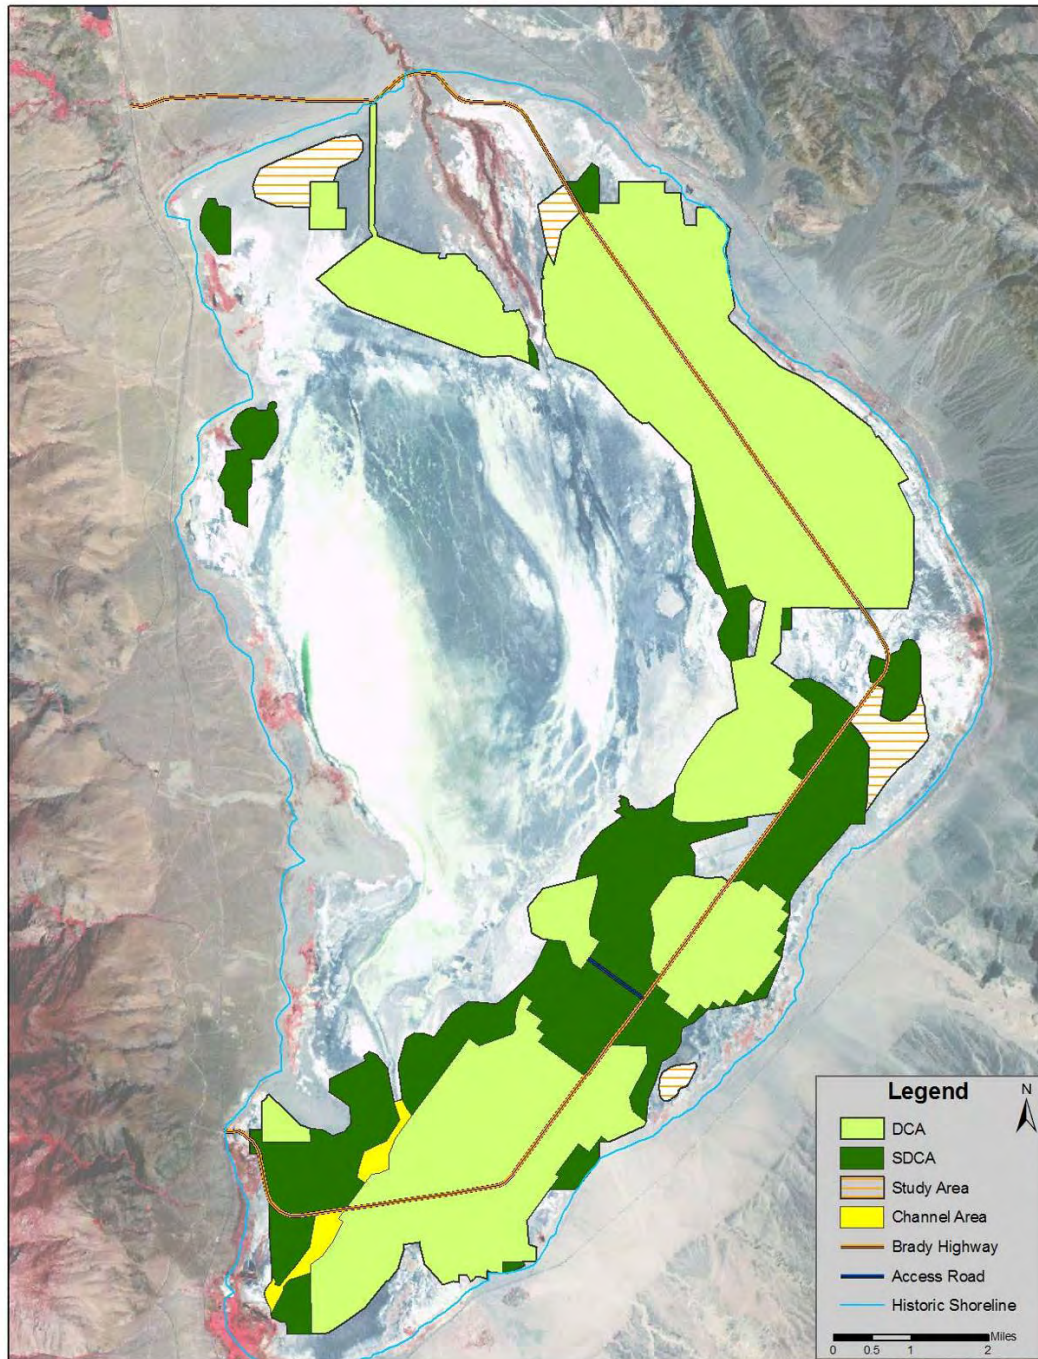 Legend
N
DCA
SDCA
Study Area
Channel Area
Brady Highway
Access Road
Historic Shoreline
Miles
0 0.5 1 2